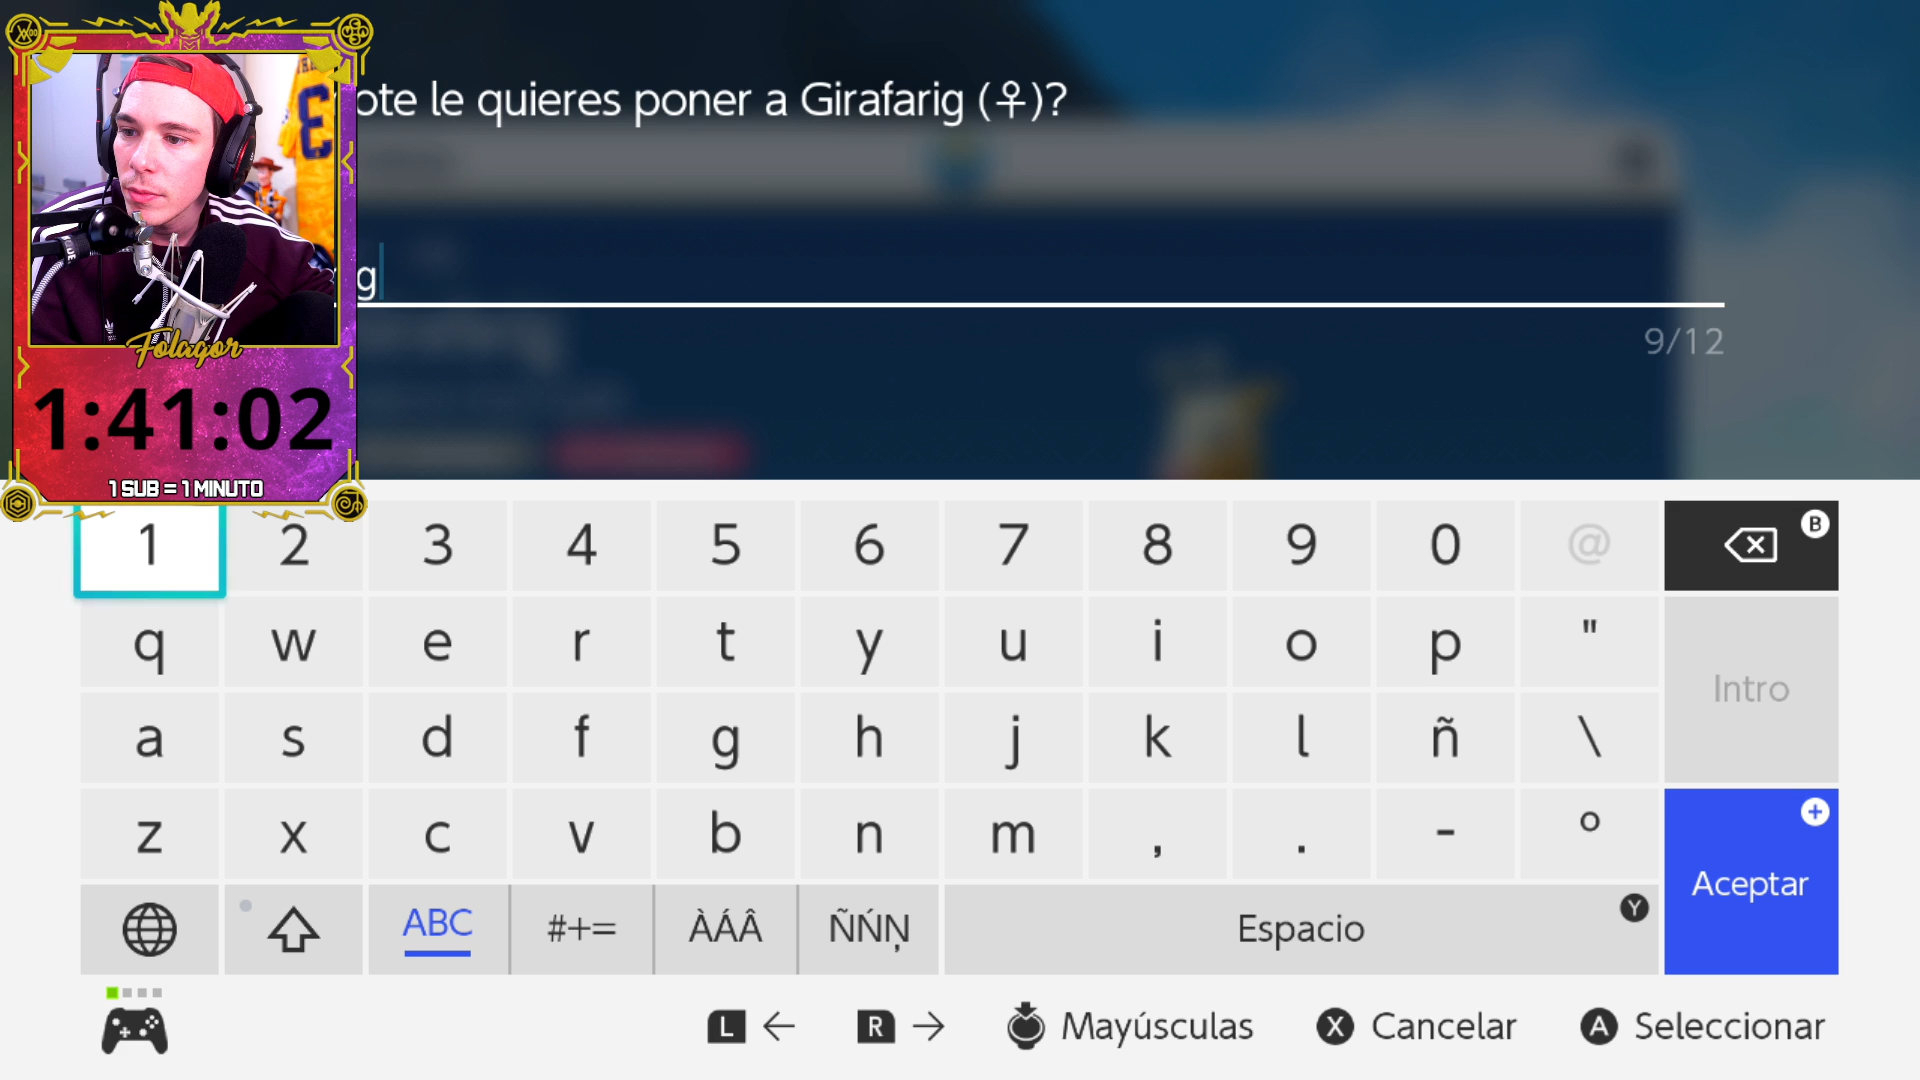 ote le quieres poner a Girafarig (♀)?
g
9/12
Folagor
1:41:02
1 SUB = 1 MINUTO
1 2 3 4 5 6 7 8 9 0 @ B
q w e r t y u i o p "
Intro
a s d f g h j k l ñ \
z x c v b n m , . - º
Aceptar
ABC #+= ÀÁÂ ÑŃŅ Espacio Y
L ← R → Mayúsculas X Cancelar A Seleccionar